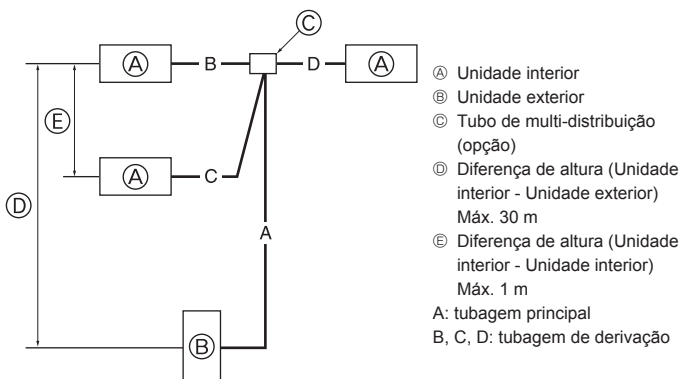 Ⓒ
Ⓐ
B
D
Ⓐ
Ⓔ
Ⓐ
C
Ⓓ
A
Ⓑ
Ⓐ Unidade interior
Ⓑ Unidade exterior
Ⓒ Tubo de multi-distribuição
(opção)
Ⓓ Diferença de altura (Unidade
interior - Unidade exterior)
Máx. 30 m
Ⓔ Diferença de altura (Unidade
interior - Unidade interior)
Máx. 1 m
A: tubagem principal
B, C, D: tubagem de derivação